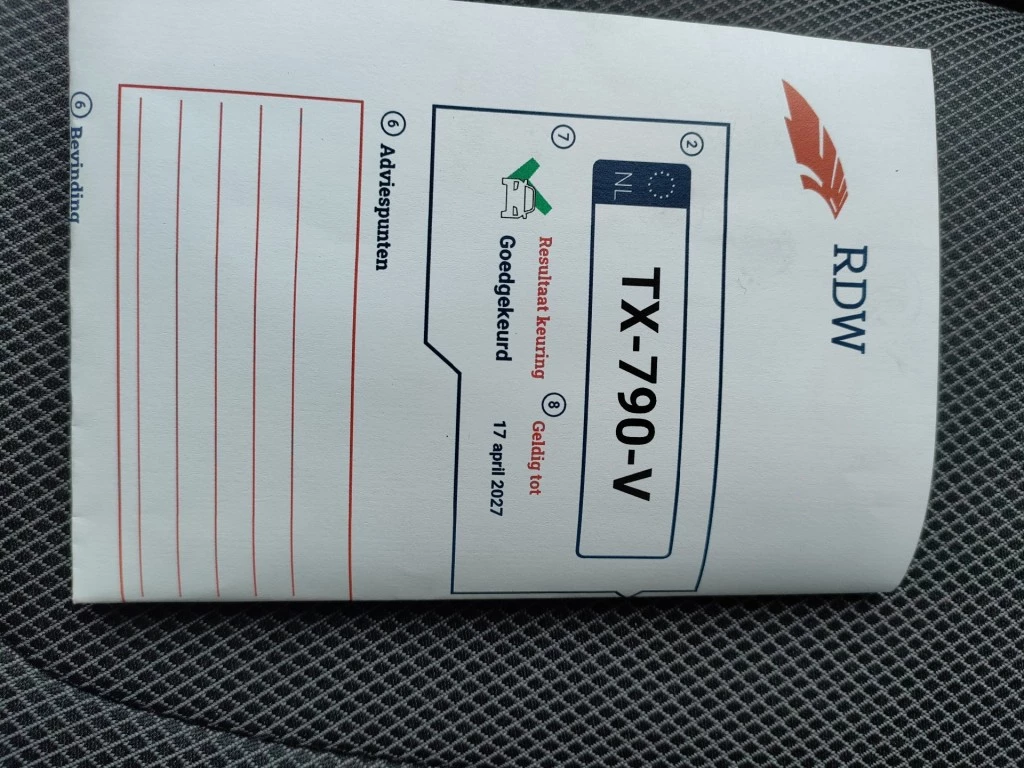 RDW
2
NL
TX-790-V
7
Resultaat keuring
Goedgekeurd
8
Geldig tot
17 april 2027
6 Adviespunten
6 Bevinding